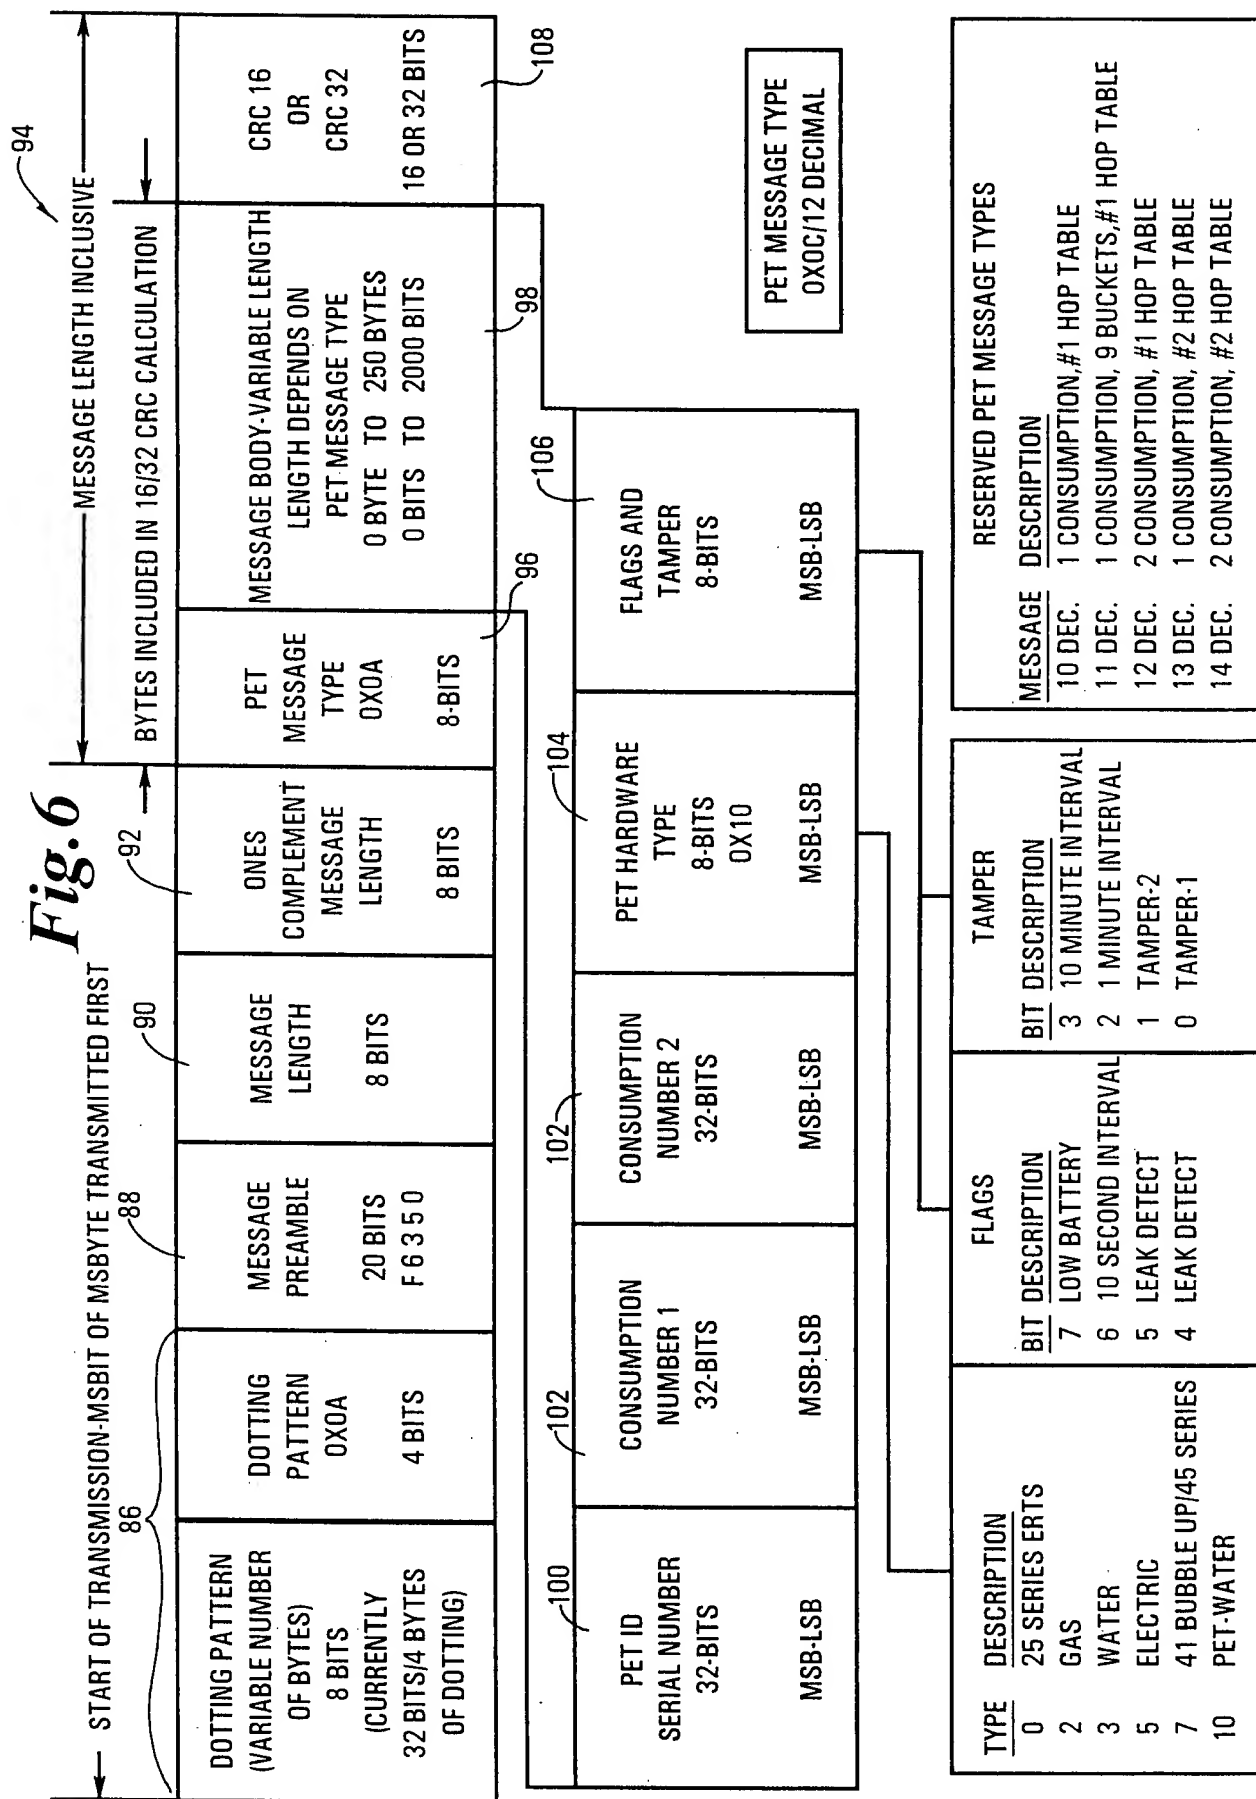 Fig.6
START OF TRANSMISSION-MSBIT OF MSBYTE TRANSMITTED FIRST
MESSAGE LENGTH INCLUSIVE
94
BYTES INCLUDED IN 16/32 CRC CALCULATION
86
88
90
92
DOTTING PATTERN
(VARIABLE NUMBER
OF BYTES)
8 BITS
(CURRENTLY
32 BITS/4 BYTES
OF DOTTING)
DOTTING
PATTERN
0X0A
4 BITS
MESSAGE
PREAMBLE
20 BITS
F 6 3 5 0
MESSAGE
LENGTH
8 BITS
ONES
COMPLEMENT
MESSAGE
LENGTH
8 BITS
PET
MESSAGE
TYPE
0X0A
8-BITS
96
MESSAGE BODY-VARIABLE LENGTH
LENGTH DEPENDS ON
PET MESSAGE TYPE
0 BYTE TO 250 BYTES
0 BITS TO 2000 BITS
98
CRC 16
OR
CRC 32
16 OR 32 BITS
108
100
PET ID
SERIAL NUMBER
32-BITS
MSB-LSB
102
CONSUMPTION
NUMBER 1
32-BITS
MSB-LSB
102
CONSUMPTION
NUMBER 2
32-BITS
MSB-LSB
104
PET HARDWARE
TYPE
8-BITS
0X10
MSB-LSB
106
FLAGS AND
TAMPER
8-BITS
MSB-LSB
PET MESSAGE TYPE
0X0C/12 DECIMAL
TYPE DESCRIPTION
0 25 SERIES ERTS
2 GAS
3 WATER
5 ELECTRIC
7 41 BUBBLE UP/45 SERIES
10 PET-WATER
FLAGS
BIT DESCRIPTION
7 LOW BATTERY
6 10 SECOND INTERVAL
5 LEAK DETECT
4 LEAK DETECT
TAMPER
BIT DESCRIPTION
3 10 MINUTE INTERVAL
2 1 MINUTE INTERVAL
1 TAMPER-2
0 TAMPER-1
RESERVED PET MESSAGE TYPES
MESSAGE DESCRIPTION
10 DEC. 1 CONSUMPTION,#1 HOP TABLE
11 DEC. 1 CONSUMPTION, 9 BUCKETS,#1 HOP TABLE
12 DEC. 2 CONSUMPTION, #1 HOP TABLE
13 DEC. 1 CONSUMPTION, #2 HOP TABLE
14 DEC. 2 CONSUMPTION, #2 HOP TABLE